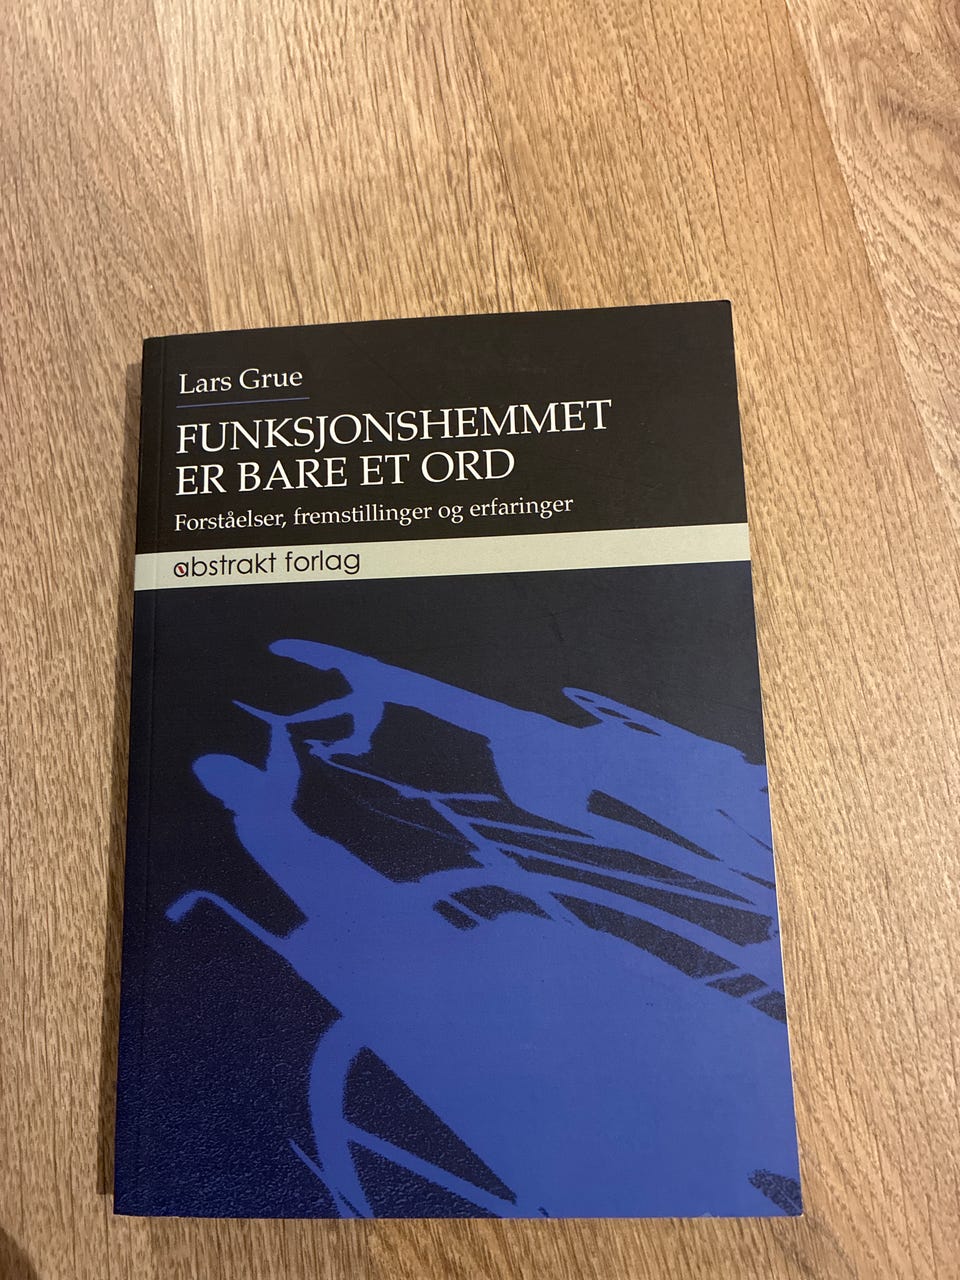 Lars Grue
FUNKSJONSHEMMET
ER BARE ET ORD
Forståelser, fremstillinger og erfaringer
abstrakt forlag